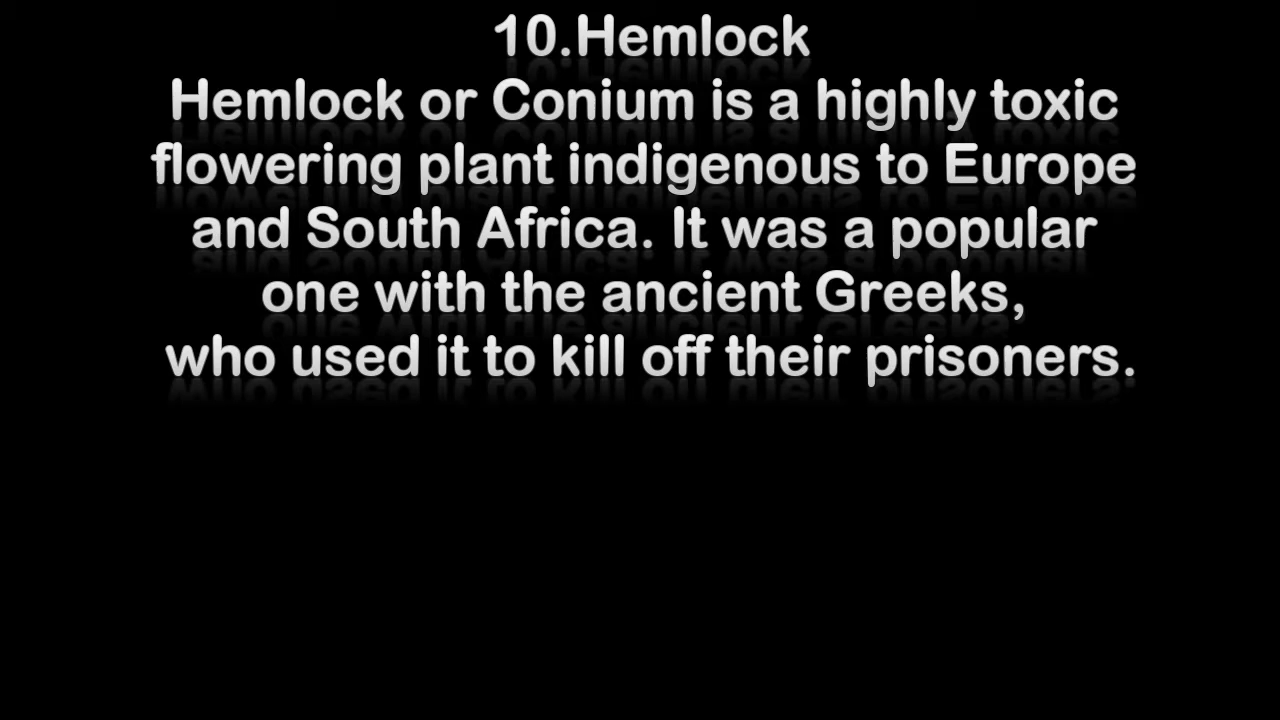 10.Hemlock
Hemlock or Conium is a highly toxic
flowering plant indigenous to Europe
and South Africa. It was a popular
one with the ancient Greeks,
who used it to kill off their prisoners.